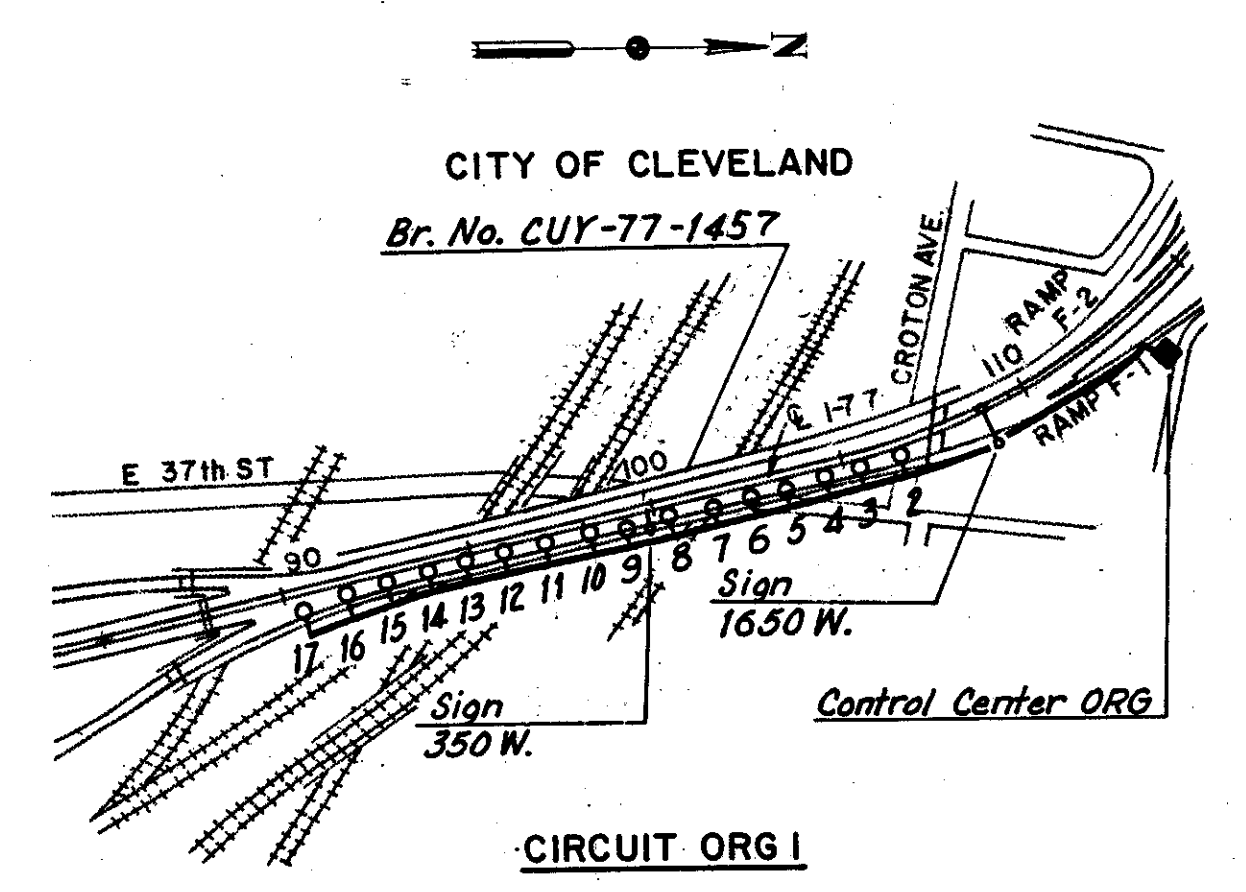 N
CITY OF CLEVELAND
Br. No. CUY-77-1457
CROTON AVE.
RAMP
F-2
110
RAMP F-1
℄ I-77
100
E 37th ST
90
2
3
4
5
6
7
8
9
10
11
12
13
14
15
16
17
Sign
1650 W.
Control Center ORG
Sign
350 W.
CIRCUIT ORG I